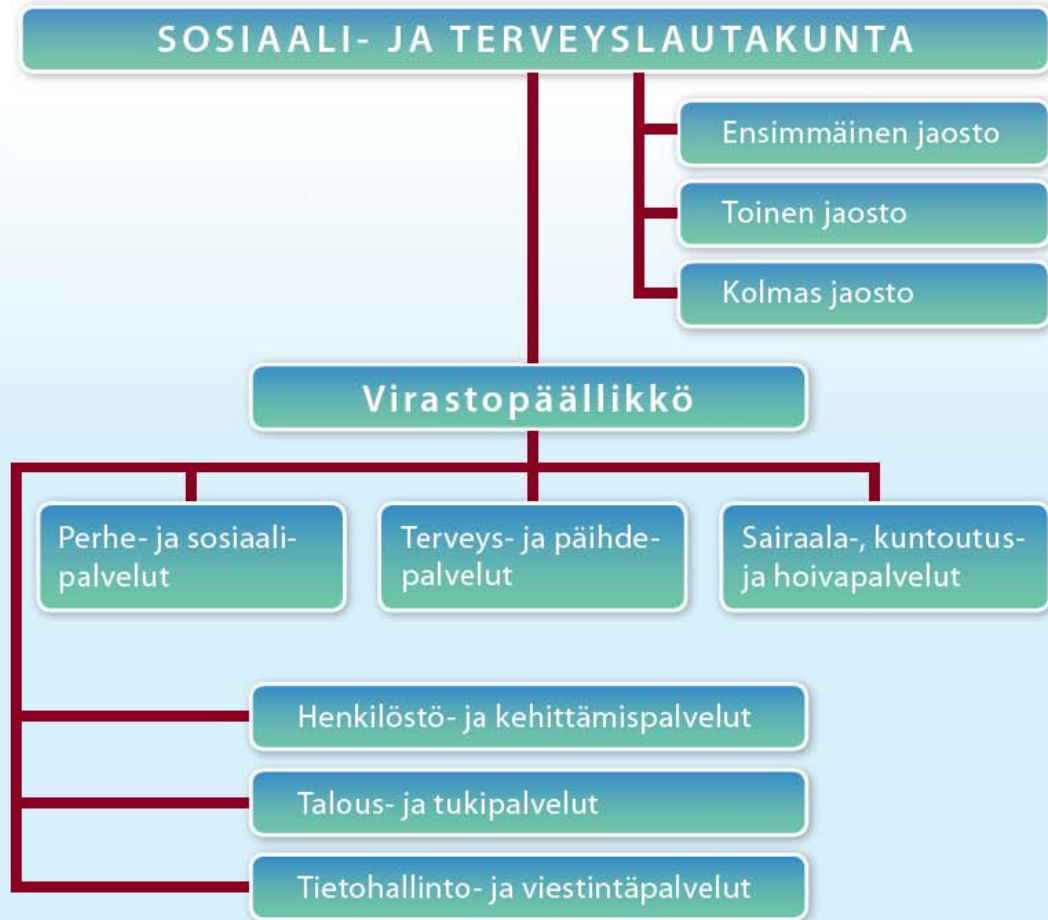 SOSIAALI- JA TERVEYSLAUTAKUNTA
Ensimmäinen jaosto
Toinen jaosto
Kolmas jaosto
Virastopäällikkö
Perhe- ja sosiaali-
palvelut
Terveys- ja päihde-
palvelut
Sairaala-, kuntoutus-
ja hoivapalvelut
Henkilöstö- ja kehittämispalvelut
Talous- ja tukipalvelut
Tietohallinto- ja viestintäpalvelut